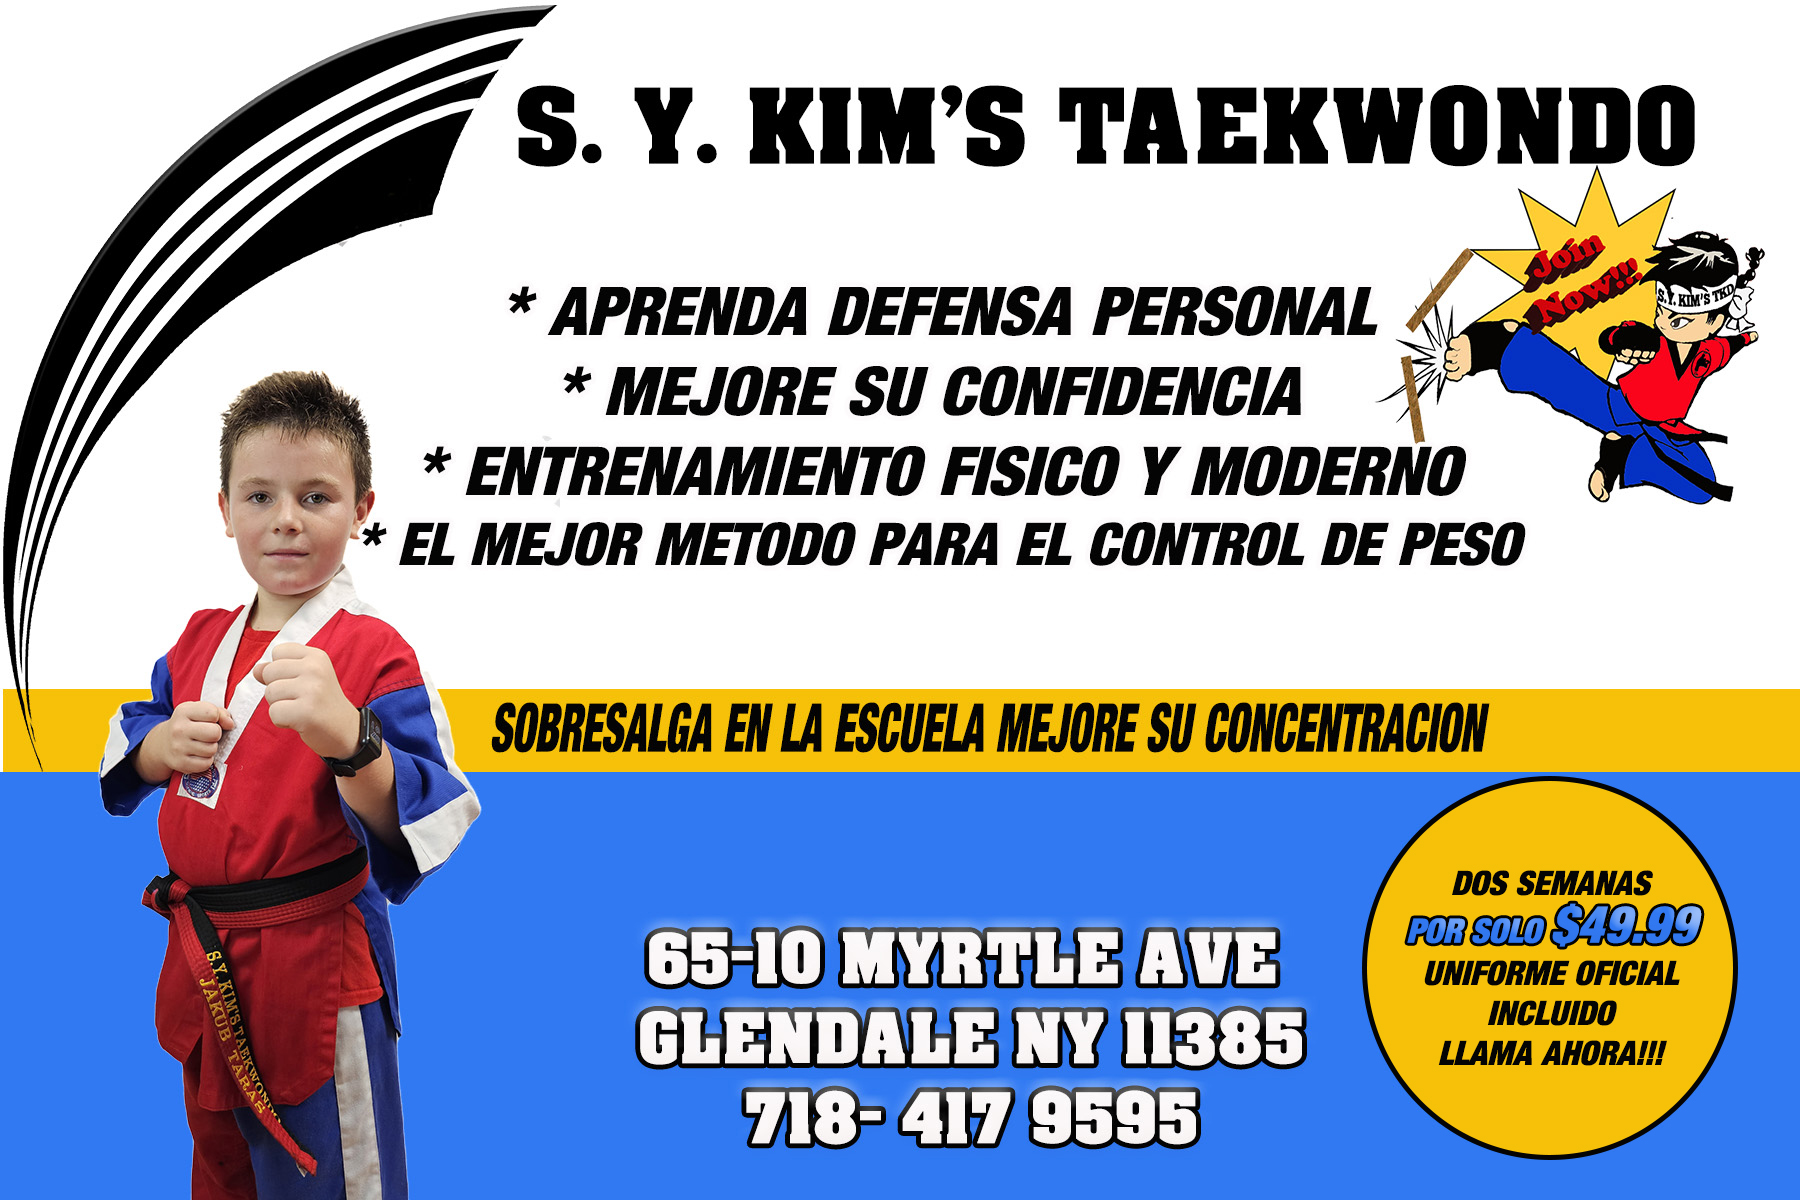 S. Y. KIM'S TAEKWONDO
Join
Now!!!
S.Y. KIM'S TKD
* APRENDA DEFENSA PERSONAL
* MEJORE SU CONFIDENCIA
* ENTRENAMIENTO FISICO Y MODERNO
* EL MEJOR METODO PARA EL CONTROL DE PESO
SOBRESALGA EN LA ESCUELA MEJORE SU CONCENTRACION
DOS SEMANAS
POR SOLO $49.99
UNIFORME OFICIAL
INCLUIDO
LLAMA AHORA!!!
65-10 MYRTLE AVE
GLENDALE NY 11385
718- 417 9595
S.Y. KIM'S TAEKWONDO
JAKUB TARAS